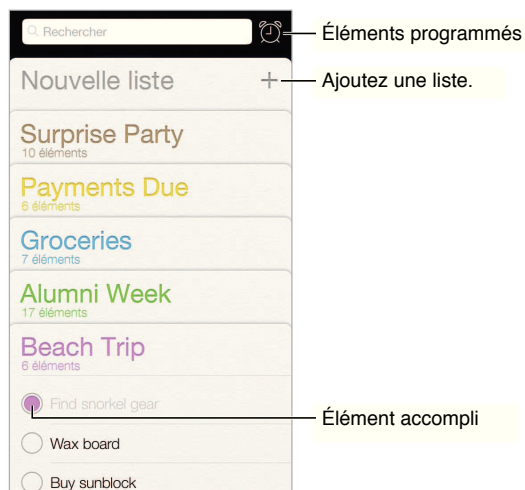 Rechercher
Éléments programmés
Nouvelle liste
Ajoutez une liste.
Surprise Party
10 éléments
Payments Due
6 éléments
Groceries
7 éléments
Alumni Week
17 éléments
Beach Trip
6 éléments
Find snorkel gear
Élément accompli
Wax board
Buy sunblock